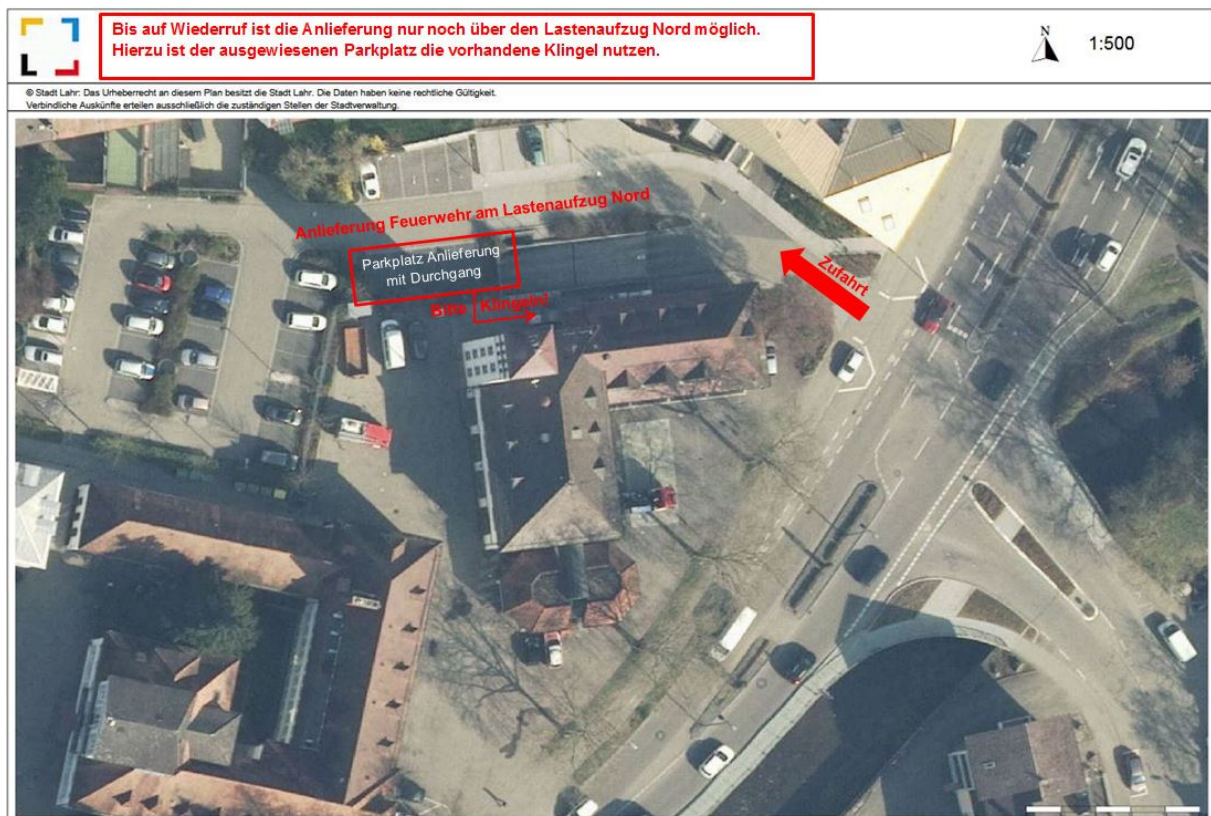 Bis auf Wiederruf ist die Anlieferung nur noch über den Lastenaufzug Nord möglich.
Hierzu ist der ausgewiesenen Parkplatz die vorhandene Klingel nutzen.
N
1:500
© Stadt Lahr: Das Urheberrecht an diesem Plan besitzt die Stadt Lahr. Die Daten haben keine rechtliche Gültigkeit.
Verbindliche Auskünfte erteilen ausschließlich die zuständigen Stellen der Stadtverwaltung.
Anlieferung Feuerwehr am Lastenaufzug Nord
Parkplatz Anlieferung
mit Durchgang
Zufahrt
Bitte Klingeln!